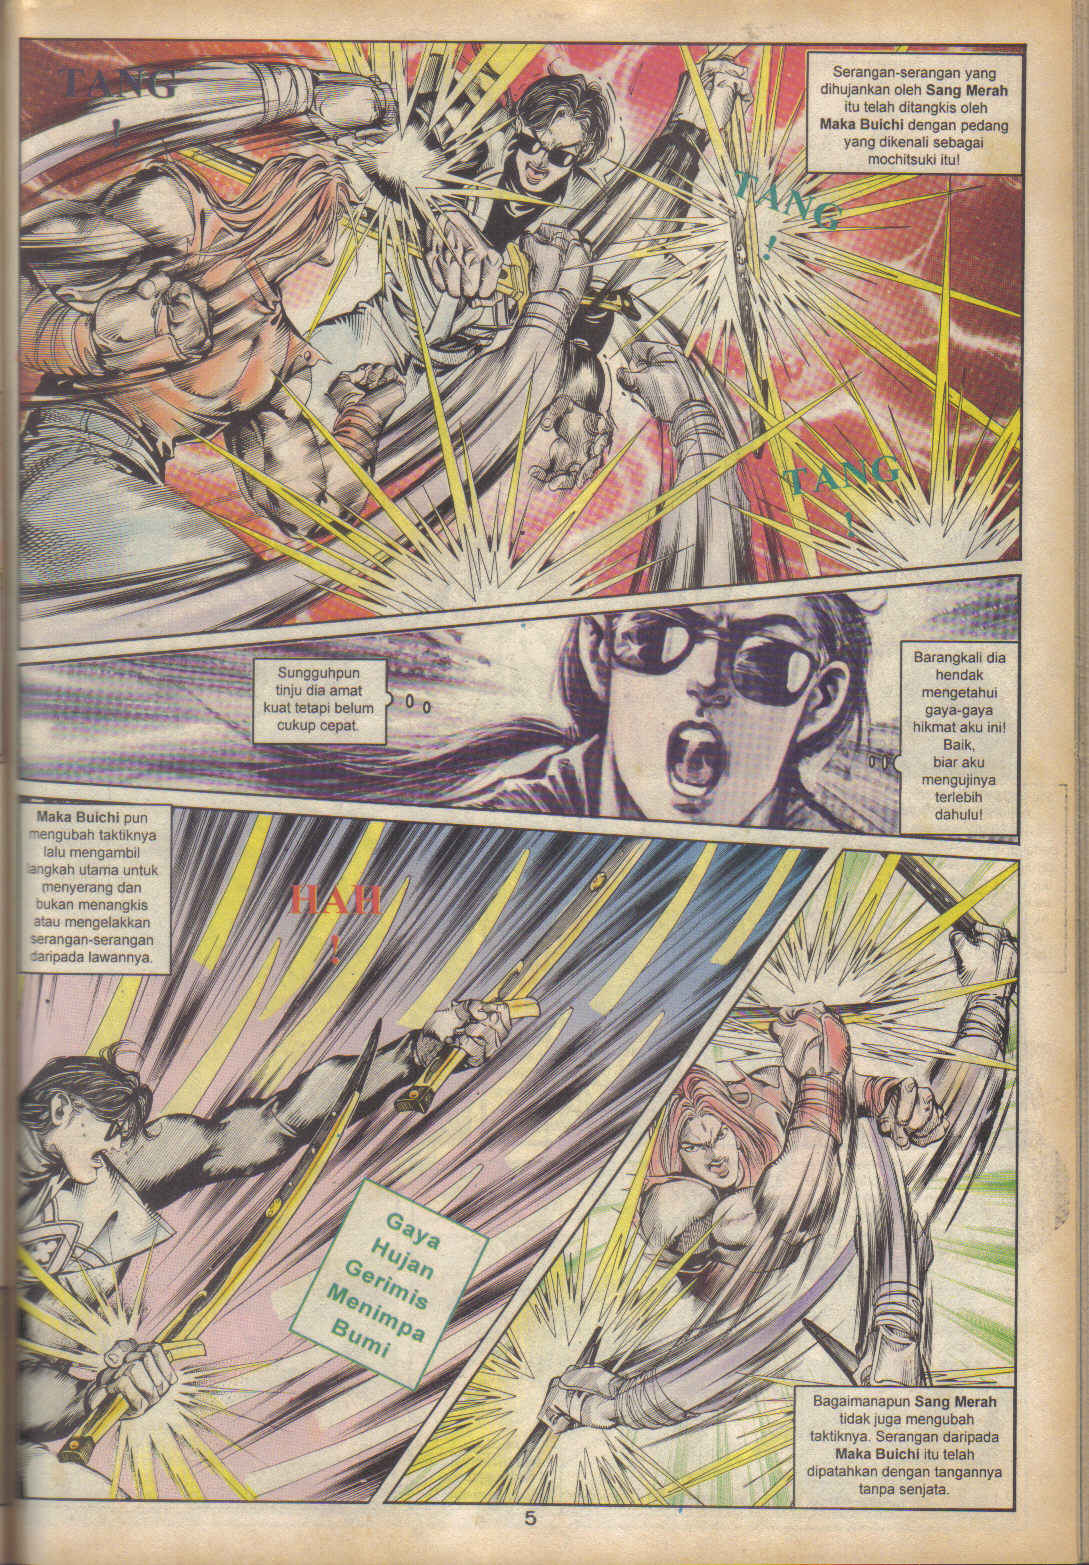 TANG
!
Serangan-serangan yang
dihujankan oleh Sang Merah
itu telah ditangkis oleh
Maka Buichi dengan pedang
yang dikenali sebagai
mochitsuki itu!
TANG
!
TANG
!
Sungguhpun
tinju dia amat
kuat tetapi belum
cukup cepat.
Barangkali dia
hendak
mengetahui
gaya-gaya
hikmat aku ini!
Baik,
biar aku
mengujinya
terlebih
dahulu!
Maka Buichi pun
mengubah taktiknya
lalu mengambil
langkah utama untuk
menyerang dan
bukan menangkis
atau mengelakkan
serangan-serangan
daripada lawannya.
HAH
!
Gaya
Hujan
Gerimis
Menimpa
Bumi
Bagaimanapun Sang Merah
tidak juga mengubah
taktiknya. Serangan daripada
Maka Buichi itu telah
dipatahkan dengan tangannya
tanpa senjata.
5